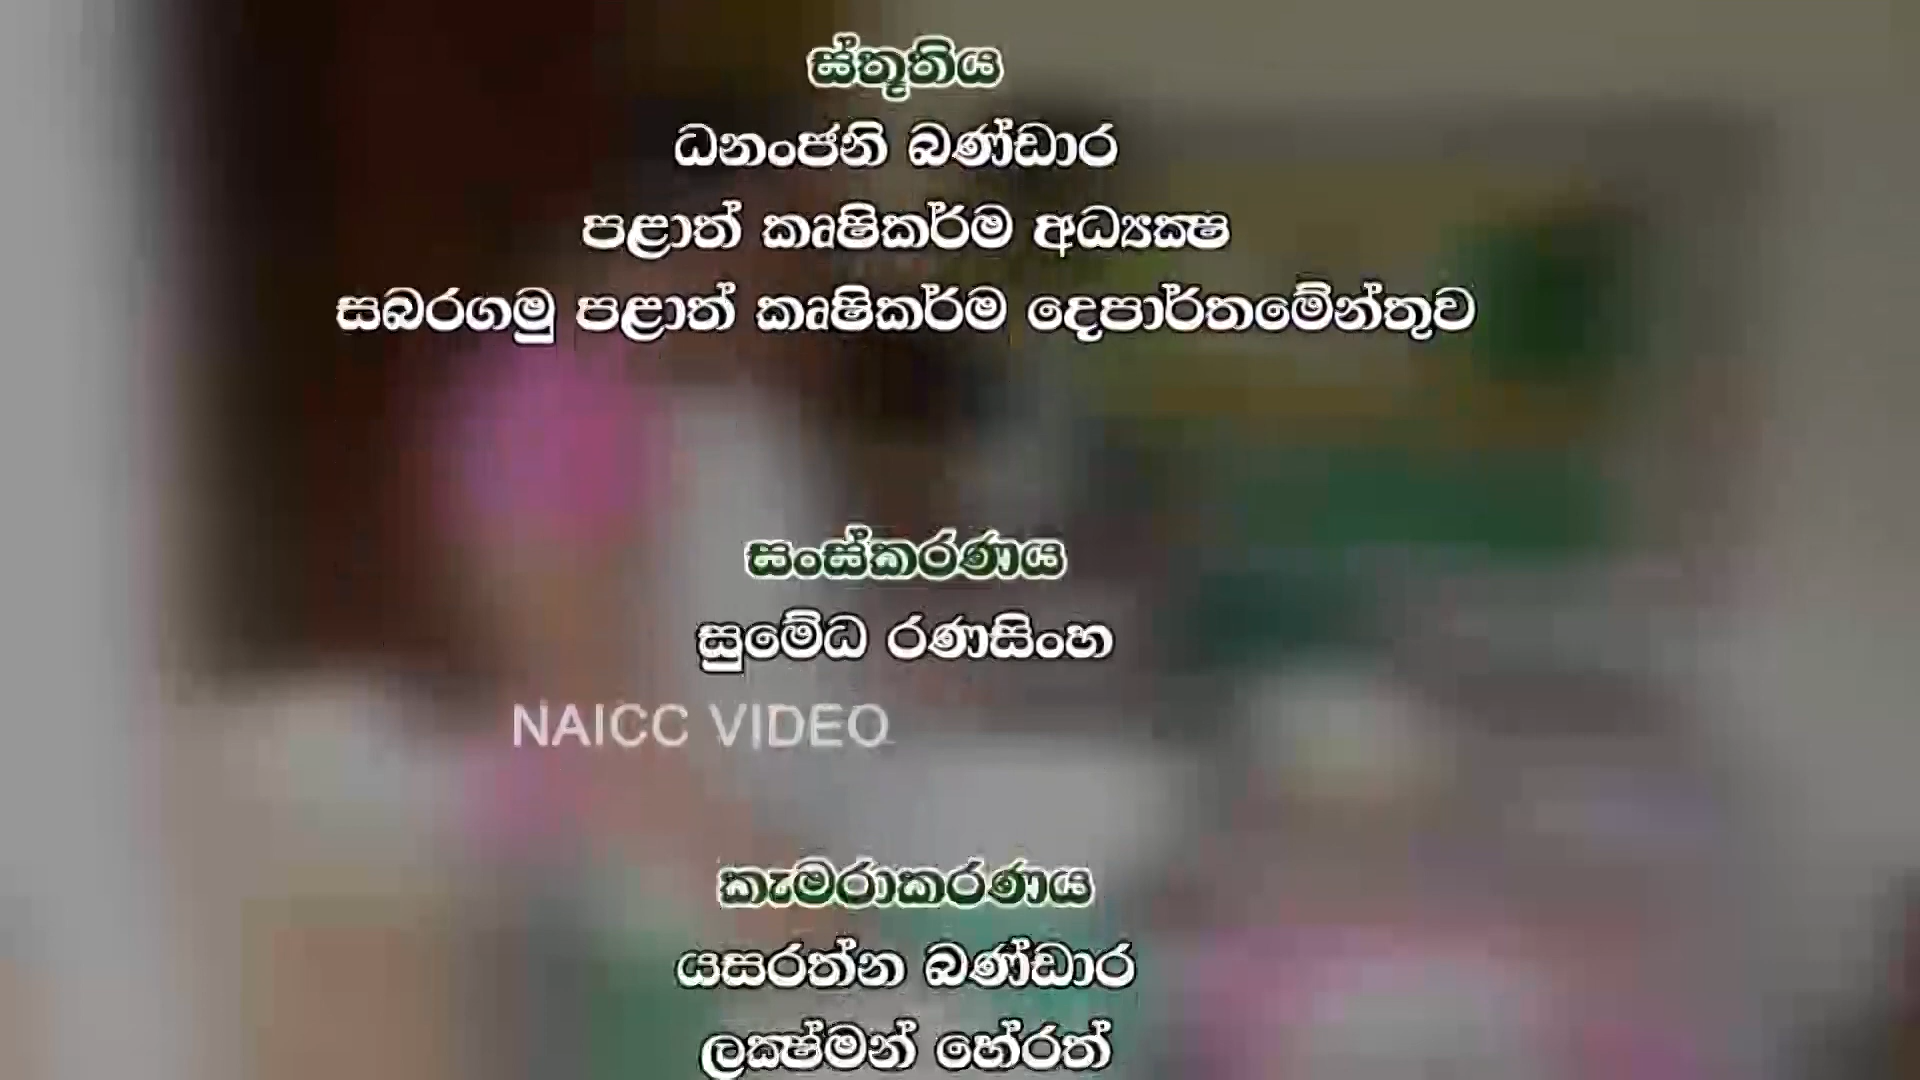 ස්තූතිය
ධනංජනි බණ්ඩාර
පළාත් කෘෂිකර්ම අධ්‍යක්ෂ
සබරගමු පළාත් කෘෂිකර්ම දෙපාර්තමේන්තුව
සංස්කරණය
සුමේධ රණසිංහ
NAICC VIDEO
කැමරාකරණය
යසරත්න බණ්ඩාර
ලක්ෂ්මන් හේරත්